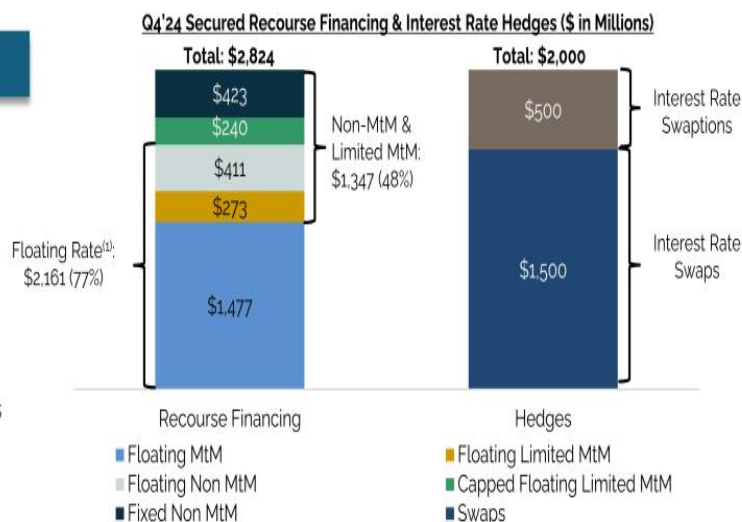 Q4'24 Secured Recourse Financing & Interest Rate Hedges ($ in Millions)
Total: $2,824
Total: $2,000
$423
$240
$411
$273
$1,477
Non-MtM &
Limited MtM:
$1,347 (48%)
Floating Rate(1):
$2,161 (77%)
$500
$1,500
Interest Rate
Swaptions
Interest Rate
Swaps
Recourse Financing
Hedges
Floating MtM
Floating Limited MtM
Floating Non MtM
Capped Floating Limited MtM
Fixed Non MtM
Swaps